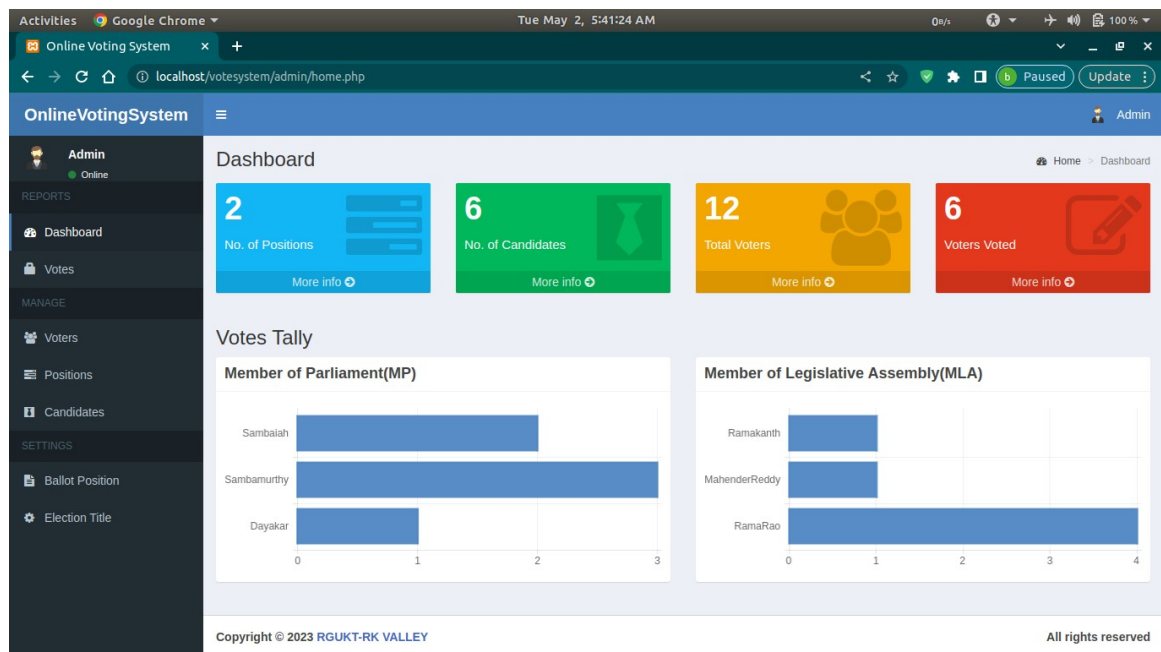 Activities Google Chrome Tue May 2, 5:41:24 AM 0B/s 100 %
Online Voting System
localhost/votesystem/admin/home.php b Paused Update
OnlineVotingSystem Admin
Admin
Online
REPORTS
Dashboard
Votes
MANAGE
Voters
Positions
Candidates
SETTINGS
Ballot Position
Election Title
Dashboard Home > Dashboard
2
No. of Positions
More info
6
No. of Candidates
More info
12
Total Voters
More info
6
Voters Voted
More info
Votes Tally
Member of Parliament(MP)
Sambaiah
Sambamurthy
Dayakar
0 1 2 3
Member of Legislative Assembly(MLA)
Ramakanth
MahenderReddy
RamaRao
0 1 2 3 4
Copyright © 2023 RGUKT-RK VALLEY All rights reserved